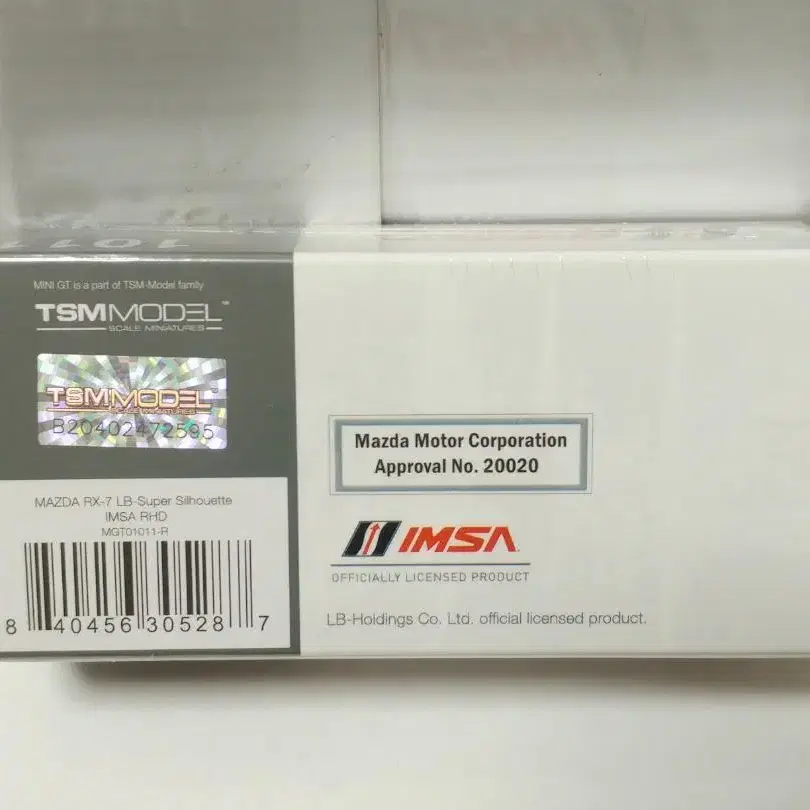 1011
MINI GT is a part of TSM-Model family
TSMMODEL™
SCALE MINIATURES
TSMMODEL
SCALE MINIATURES
B20402472595
MAZDA RX-7 LB-Super Silhouette
IMSA RHD
MGT01011-R
8 40456 30528 7
Mazda Motor Corporation
Approval No. 20020
IMSA
OFFICIALLY LICENSED PRODUCT
LB-Holdings Co. Ltd. official licensed product.